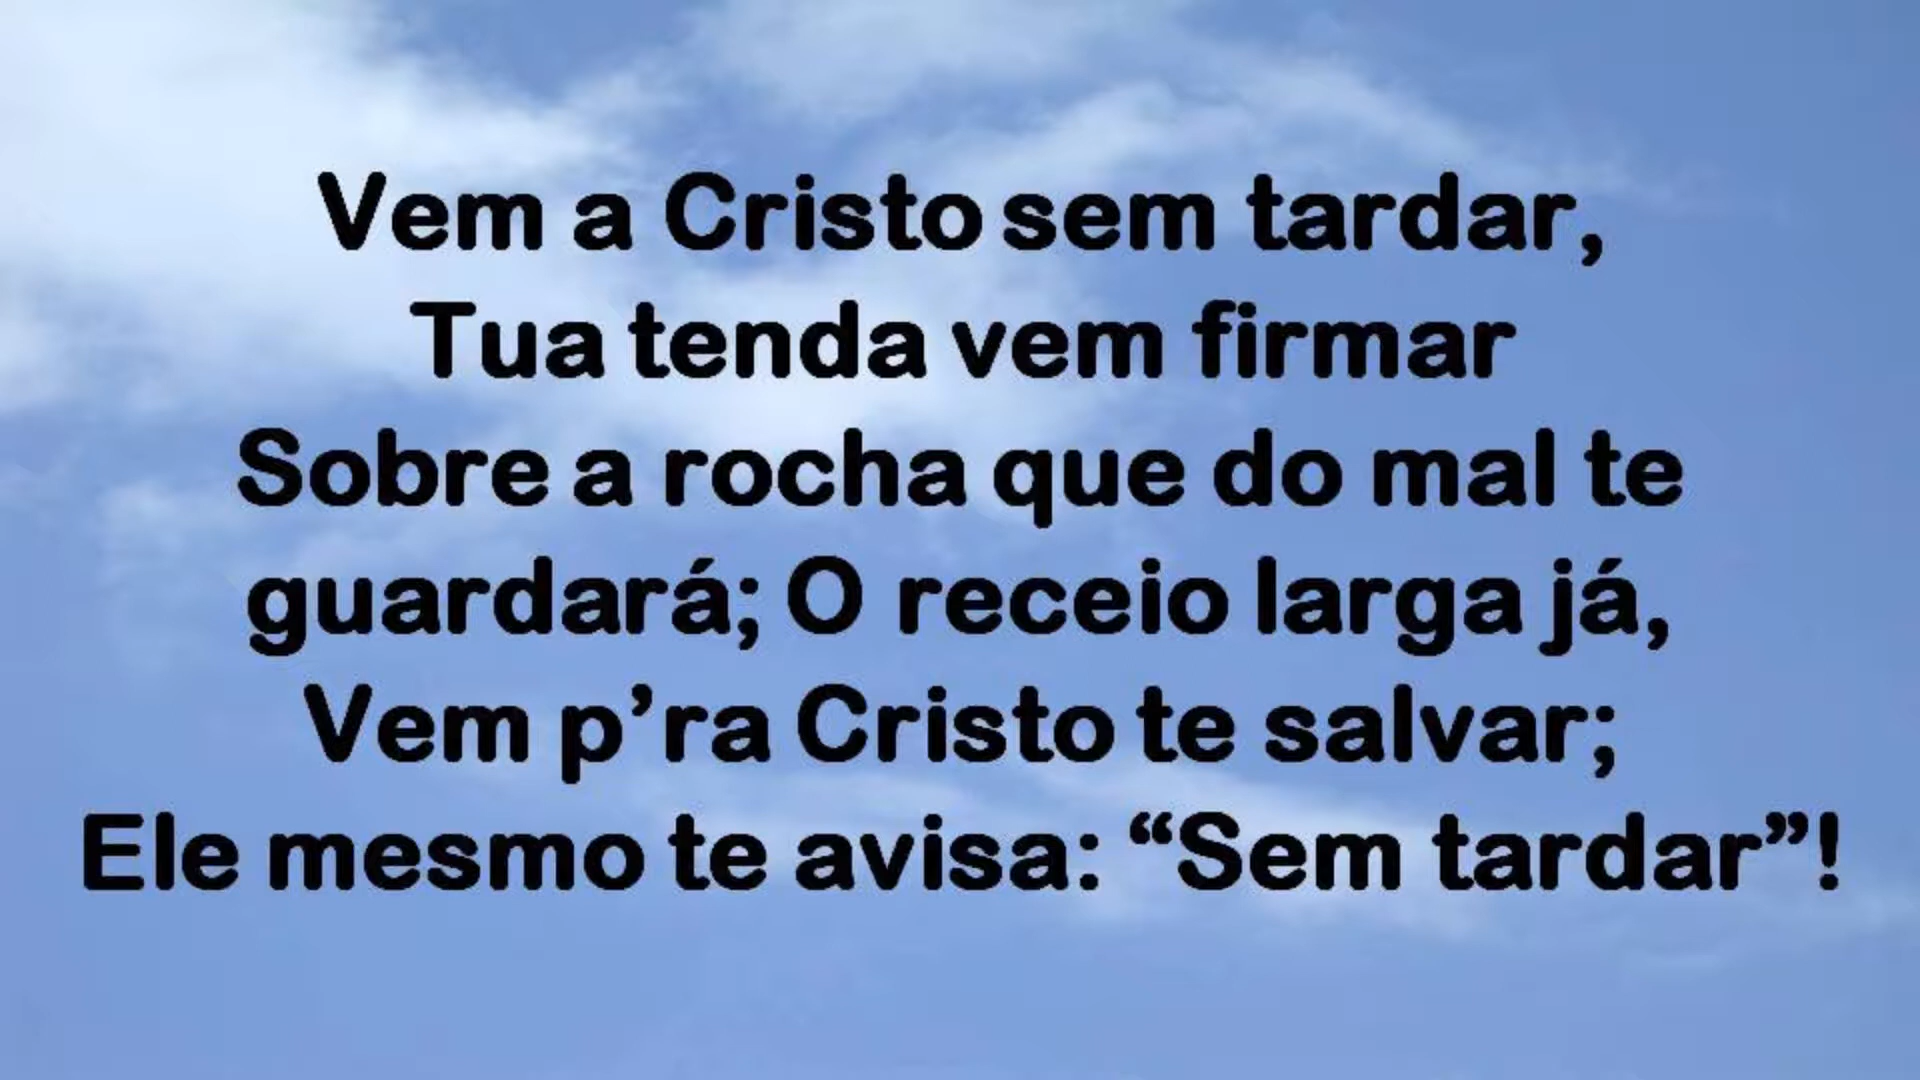 Vem a Cristo sem tardar,
Tua tenda vem firmar
Sobre a rocha que do mal te
guardará; O receio larga já,
Vem p’ra Cristo te salvar;
Ele mesmo te avisa: “Sem tardar”!